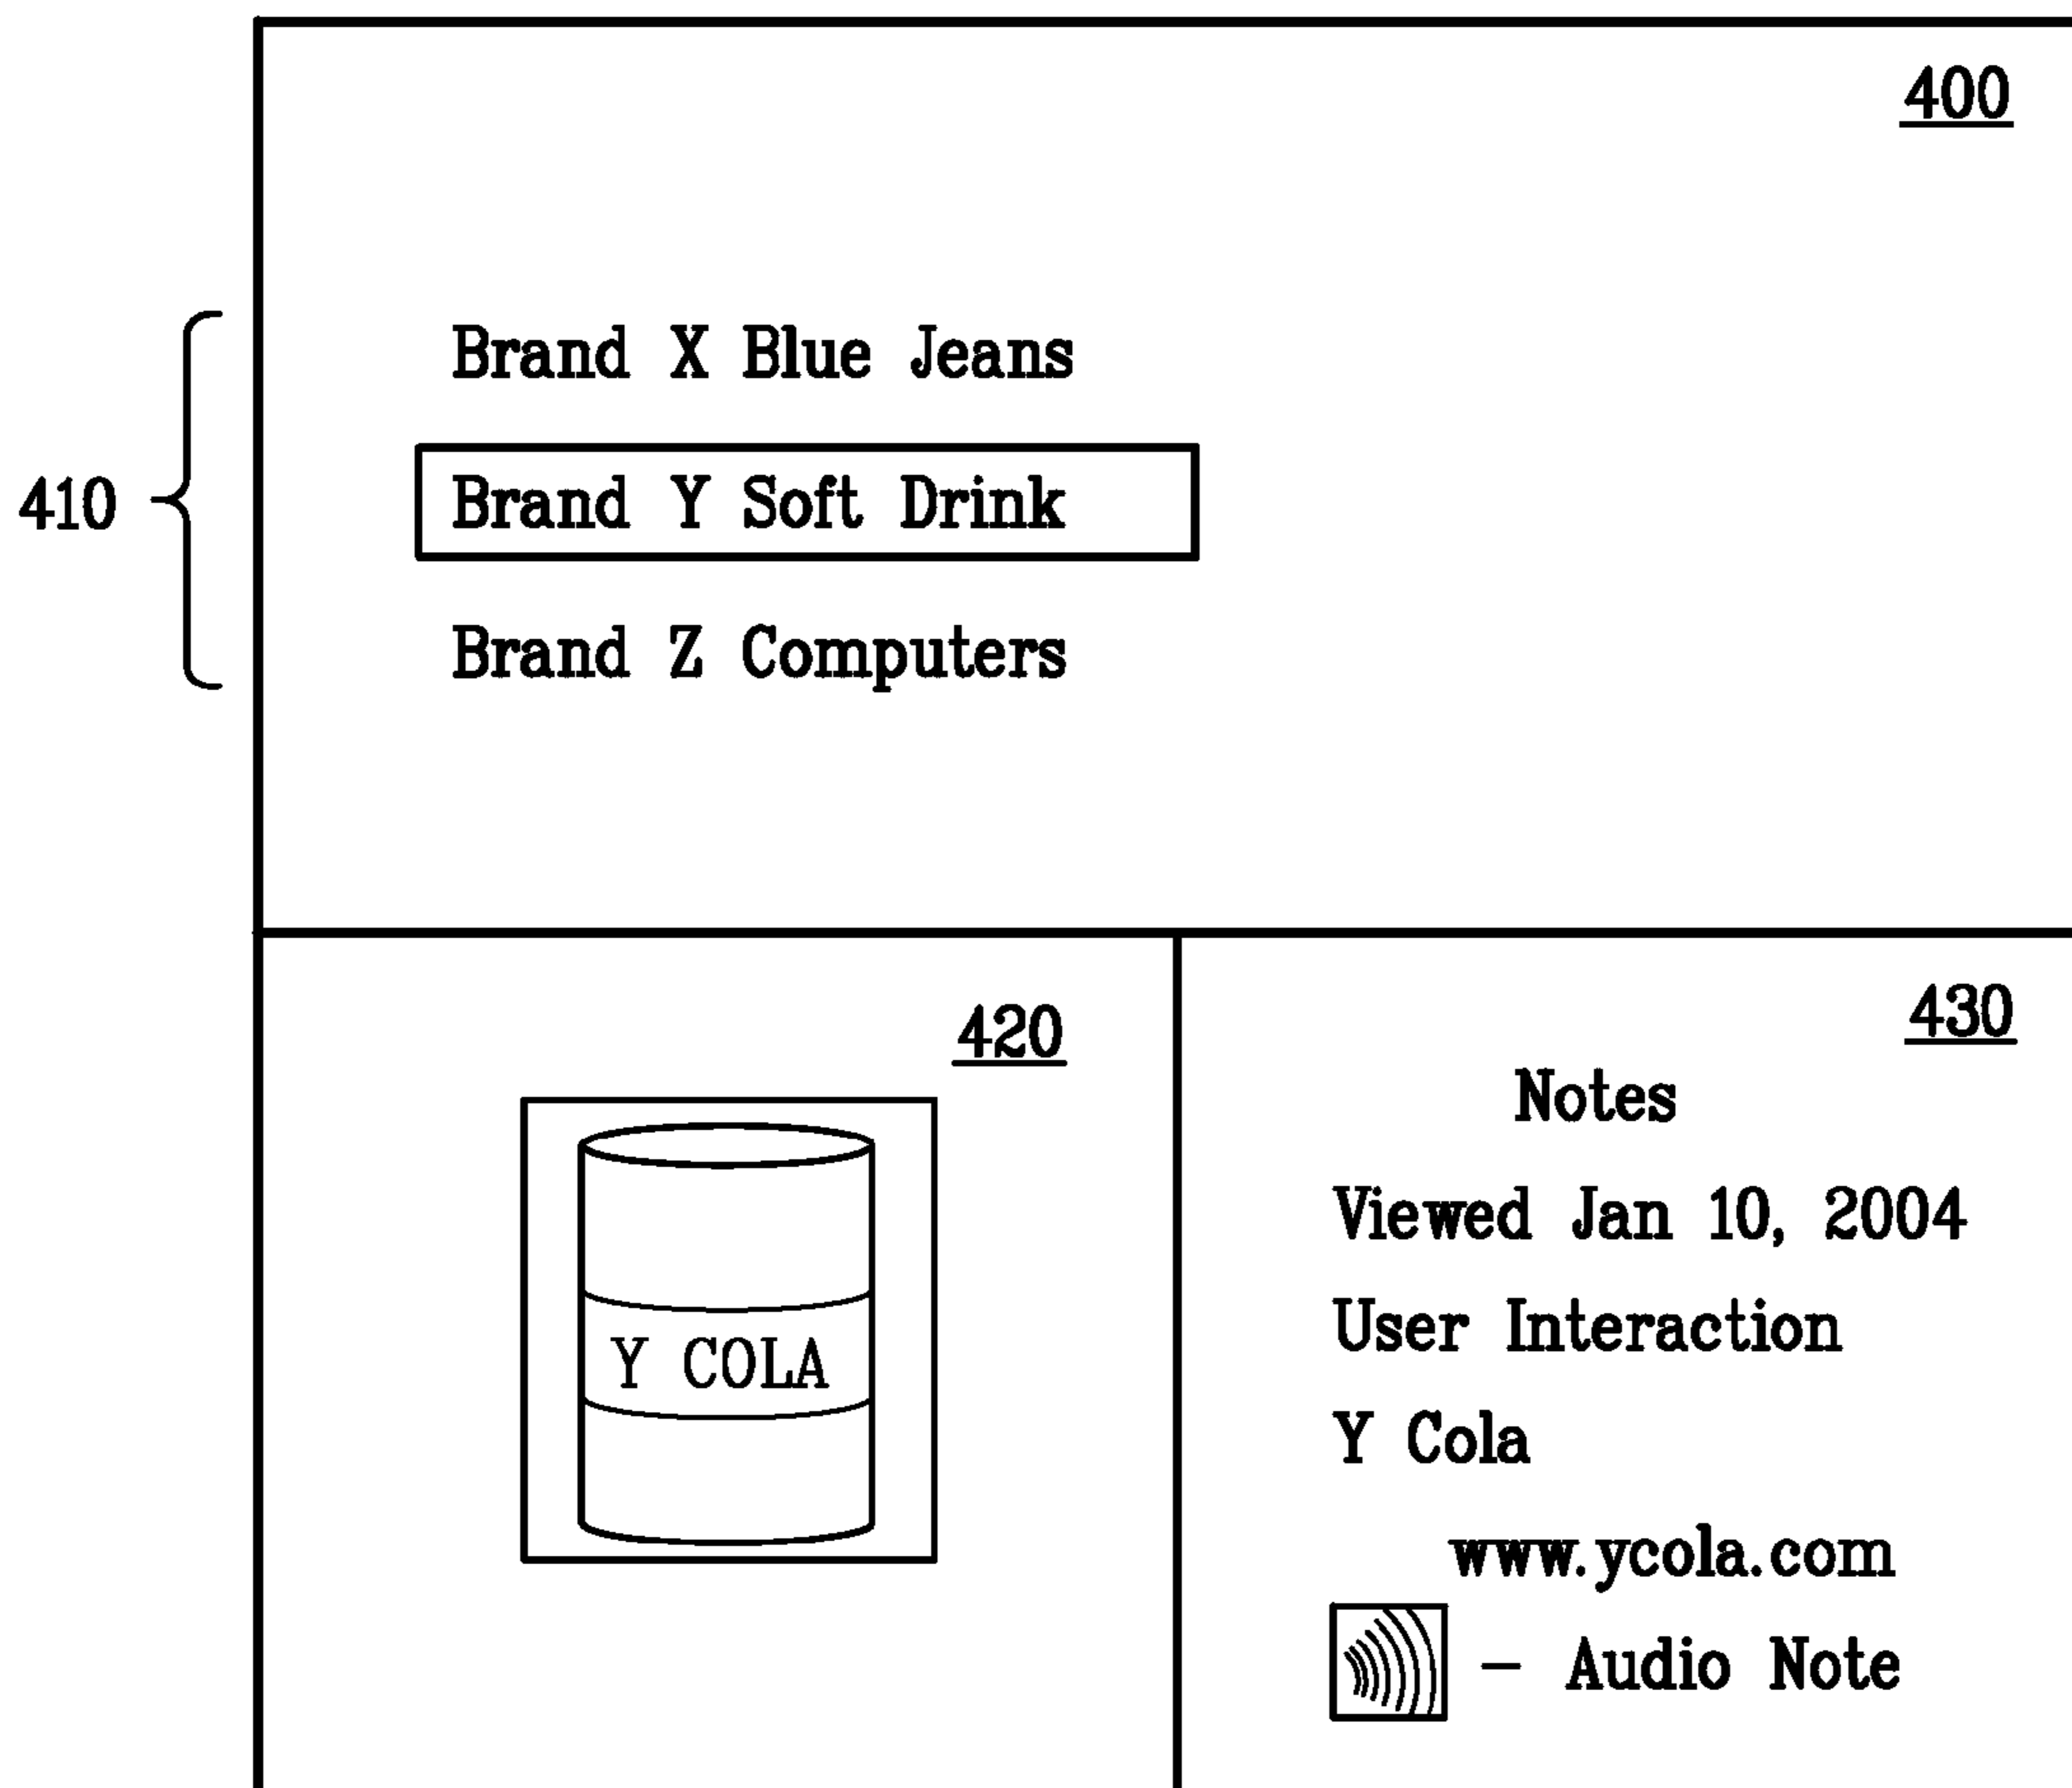 400
Brand X Blue Jeans
410
Brand Y Soft Drink
Brand Z Computers
420
Y COLA
430
Notes
Viewed Jan 10, 2004
User Interaction
Y Cola
www.ycola.com
– Audio Note